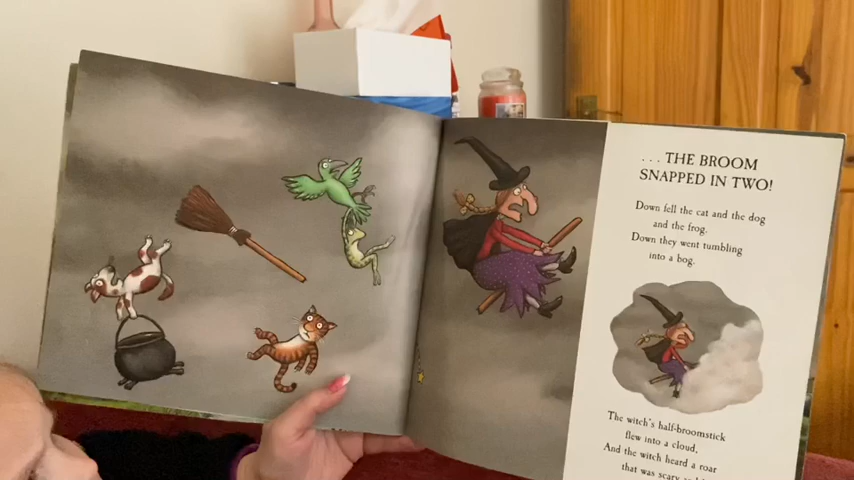 . . . THE BROOM
SNAPPED IN TWO!
Down fell the cat and the dog
and the frog.
Down they went tumbling
into a bog.
The witch's half-broomstick
flew into a cloud,
And the witch heard a roar
that was scary